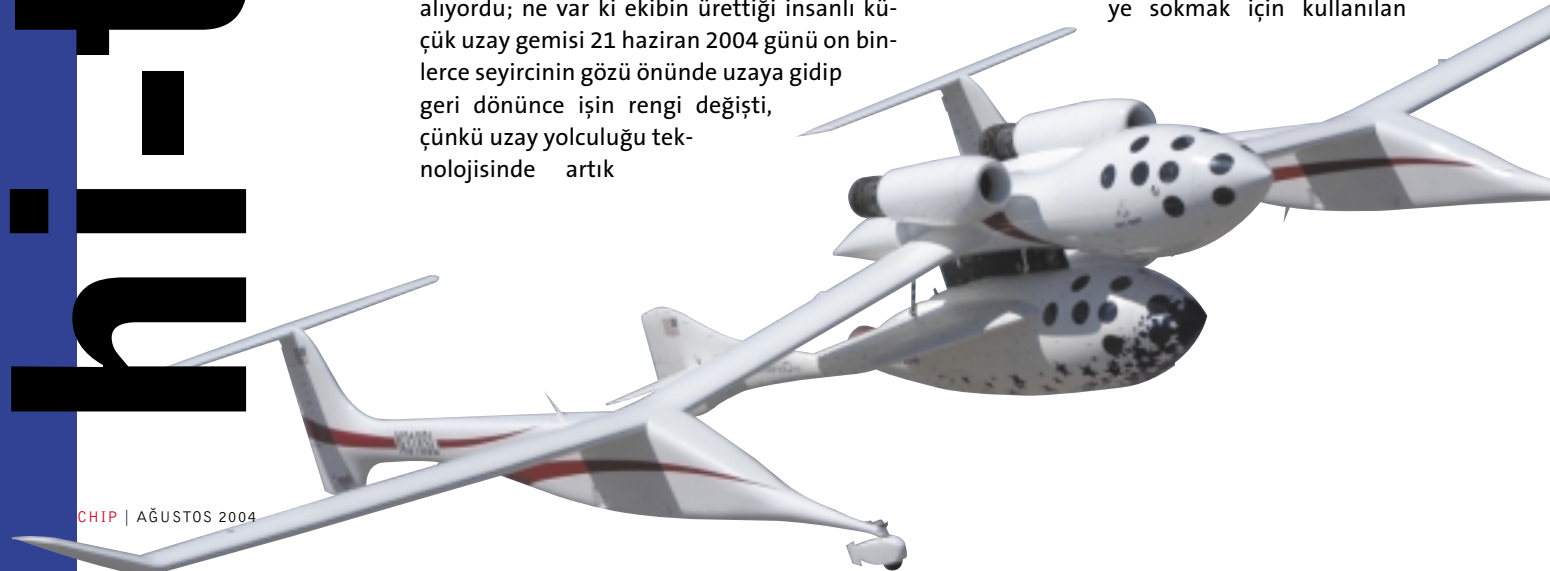 alıyordu; ne var ki ekibin ürettiği insanlı kü-
çük uzay gemisi 21 haziran 2004 günü on bin-
lerce seyircinin gözü önünde uzaya gidip
geri dönünce işin rengi değişti,
çünkü uzay yolculuğu tek-
nolojisinde artık
ye sokmak için kullanılan
hi-t
CHIP | AĞUSTOS 2004